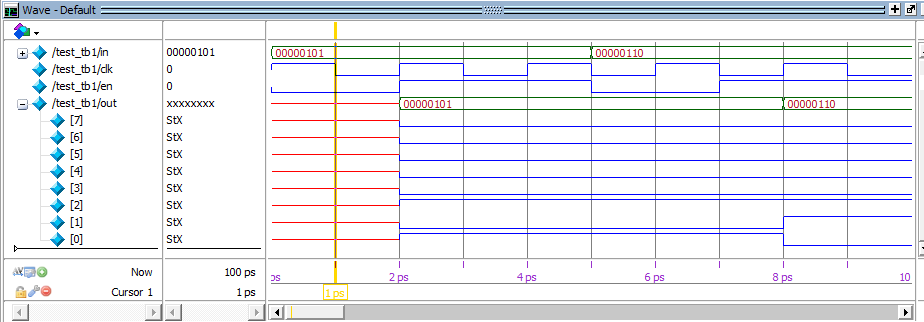 Wave - Default
/test_tb1/in 00000101 00000101 00000110
/test_tb1/clk 0
/test_tb1/en 0
/test_tb1/out xxxxxxxx 00000101 00000110
[7] StX
[6] StX
[5] StX
[4] StX
[3] StX
[2] StX
[1] StX
[0] StX
Now 100 ps ps 2 ps 4 ps 6 ps 8 ps 10
Cursor 1 1 ps 1 ps